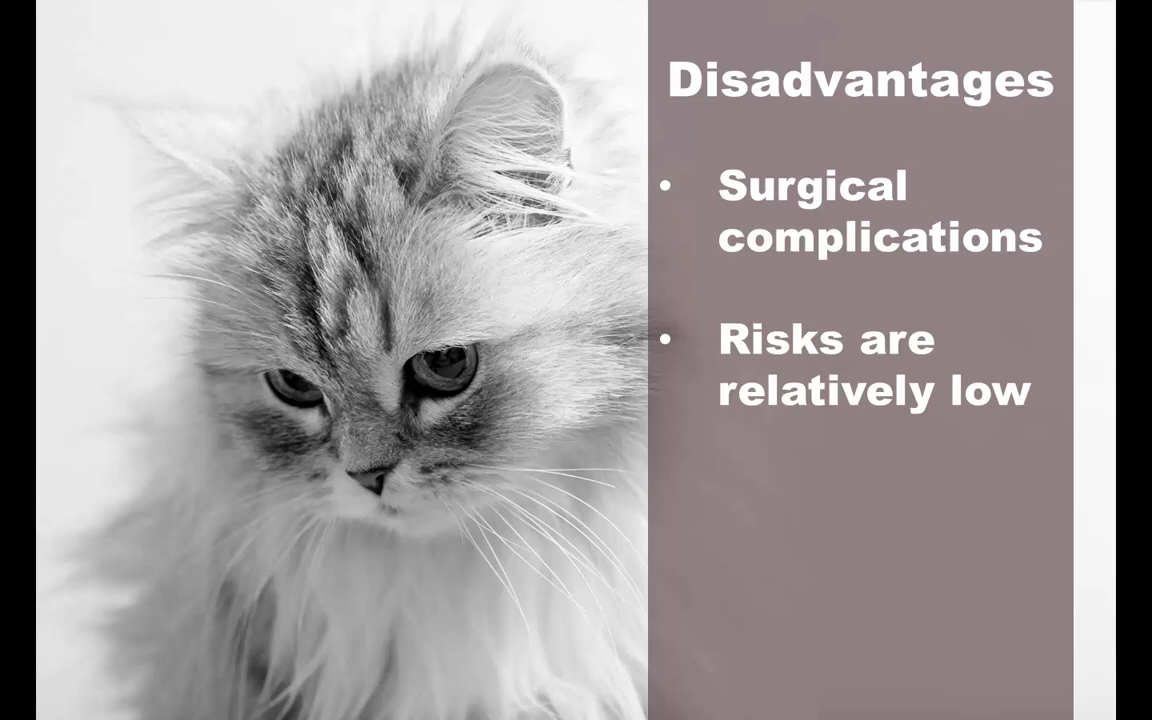 Disadvantages
• Surgical
complications
• Risks are
relatively low